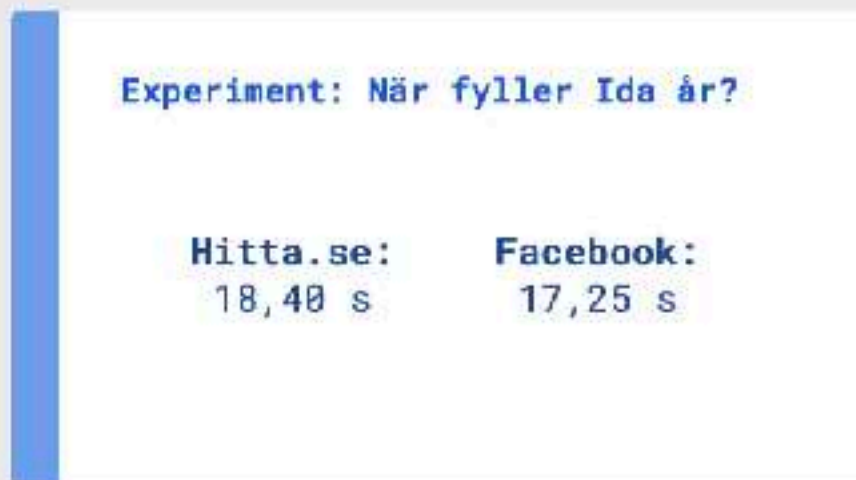 Experiment: När fyller Ida år?
Hitta.se: Facebook:
18,40 s 17,25 s